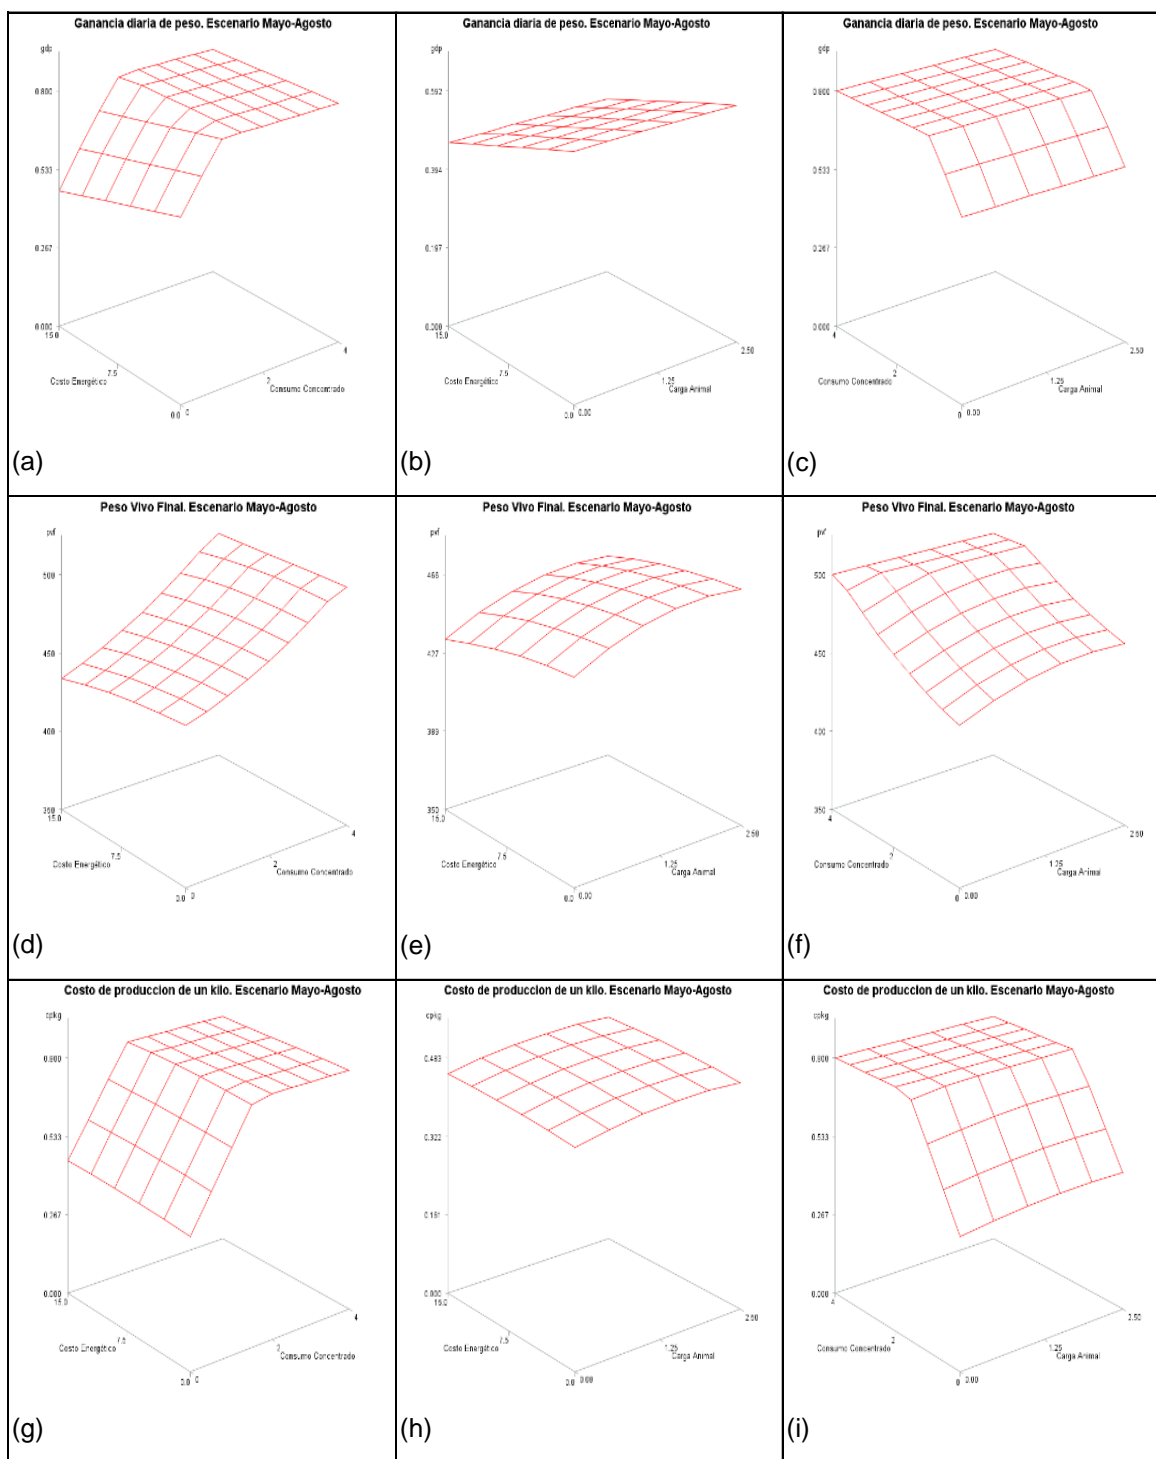 Ganancia diaria de peso. Escenario Mayo-Agosto
gdp
0.800
0.533
0.267
0.000
15.0
7.5
Costo Energético
0.0
0
2
Consumo Concentrado
4
(a)
Ganancia diaria de peso. Escenario Mayo-Agosto
gdp
0.592
0.394
0.197
0.000
15.0
7.5
Costo Energético
0.0
0.00
1.25
Carga Animal
2.50
(b)
Ganancia diaria de peso. Escenario Mayo-Agosto
gdp
0.800
0.533
0.267
0.000
4
2
Consumo Concentrado
0
0.00
1.25
Carga Animal
2.50
(c)
Peso Vivo Final. Escenario Mayo-Agosto
pvf
500
450
400
350
15.0
7.5
Costo Energético
0.0
0
2
Consumo Concentrado
4
(d)
Peso Vivo Final. Escenario Mayo-Agosto
pvf
350
15.0
7.5
Costo Energético
0.0
0.00
1.25
Carga Animal
2.50
(e)
Peso Vivo Final. Escenario Mayo-Agosto
pvf
500
450
400
350
4
2
Consumo Concentrado
0
0.00
1.25
Carga Animal
2.50
(f)
Costo de produccion de un kilo. Escenario Mayo-Agosto
cpkg
0.800
0.533
0.267
0.000
15.0
7.5
Costo Energético
0.0
0
2
Consumo Concentrado
4
(g)
Costo de produccion de un kilo. Escenario Mayo-Agosto
cpkg
0.483
0.322
0.161
0.000
15.0
7.5
Costo Energético
0.0
0.00
1.25
Carga Animal
2.50
(h)
Costo de produccion de un kilo. Escenario Mayo-Agosto
cpkg
0.800
0.533
0.267
0.000
4
2
Consumo Concentrado
0
0.00
1.25
Carga Animal
2.50
(i)